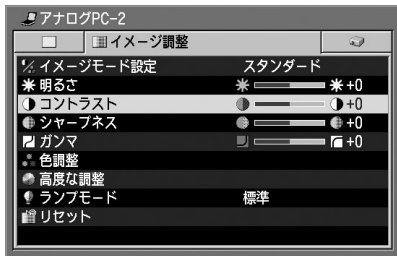 アナログPC-2
イメージ調整
イメージモード設定 スタンダード
明るさ +0
コントラスト +0
シャープネス +0
ガンマ +0
色調整
高度な調整
ランプモード 標準
リセット